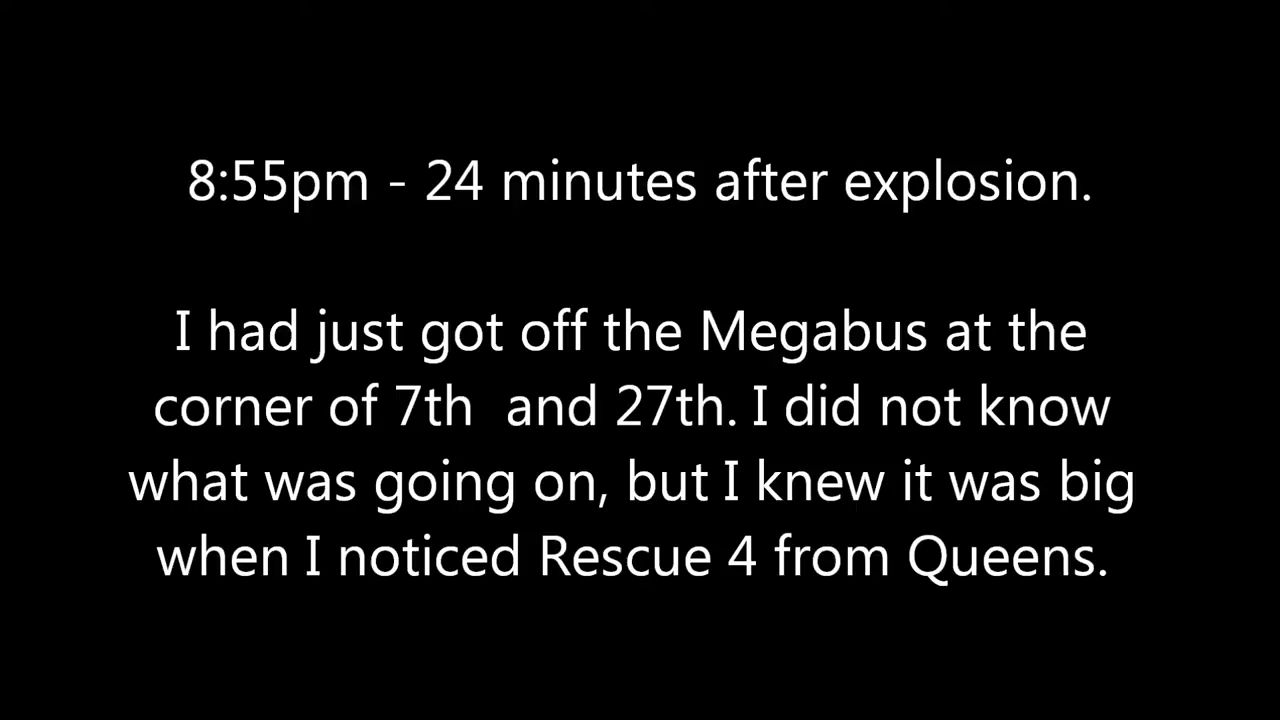 8:55pm - 24 minutes after explosion.
I had just got off the Megabus at the
corner of 7th  and 27th. I did not know
what was going on, but I knew it was big
when I noticed Rescue 4 from Queens.